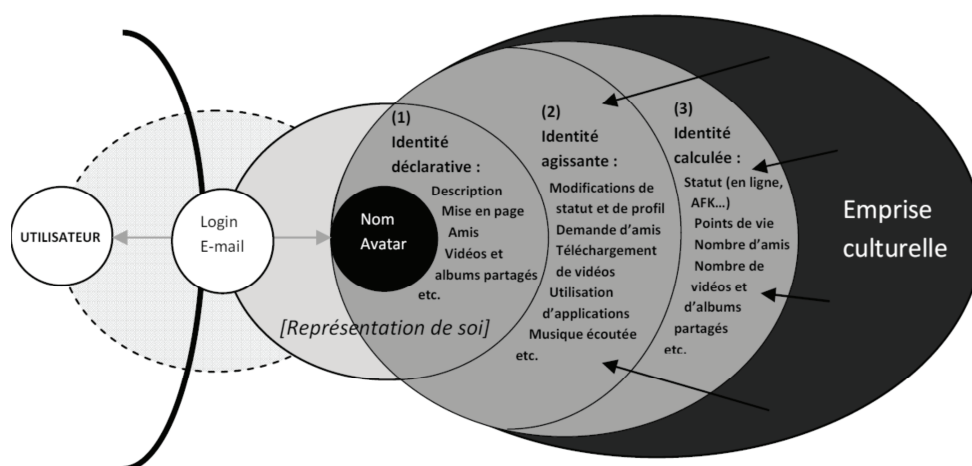 UTILISATEUR
Login
E-mail
Nom
Avatar
(1)
Identité
déclarative :
Description
Mise en page
Amis
Vidéos et
albums partagés
etc.
[Représentation de soi]
(2)
Identité
agissante :
Modifications de
statut et de profil
Demande d'amis
Téléchargement
de vidéos
Utilisation
d'applications
Musique écoutée
etc.
(3)
Identité
calculée :
Statut (en ligne,
AFK...)
Points de vie
Nombre d'amis
Nombre de
vidéos et
d'albums
partagés
etc.
Emprise
culturelle